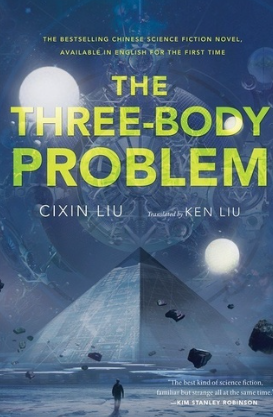 THE BESTSELLING CHINESE SCIENCE FICTION NOVEL,
AVAILABLE IN ENGLISH FOR THE FIRST TIME
THE
THREE-BODY
PROBLEM
CIXIN LIU Translated by KEN LIU
"The best kind of science fiction,
familiar but strange all at the same time."
—KIM STANLEY ROBINSON